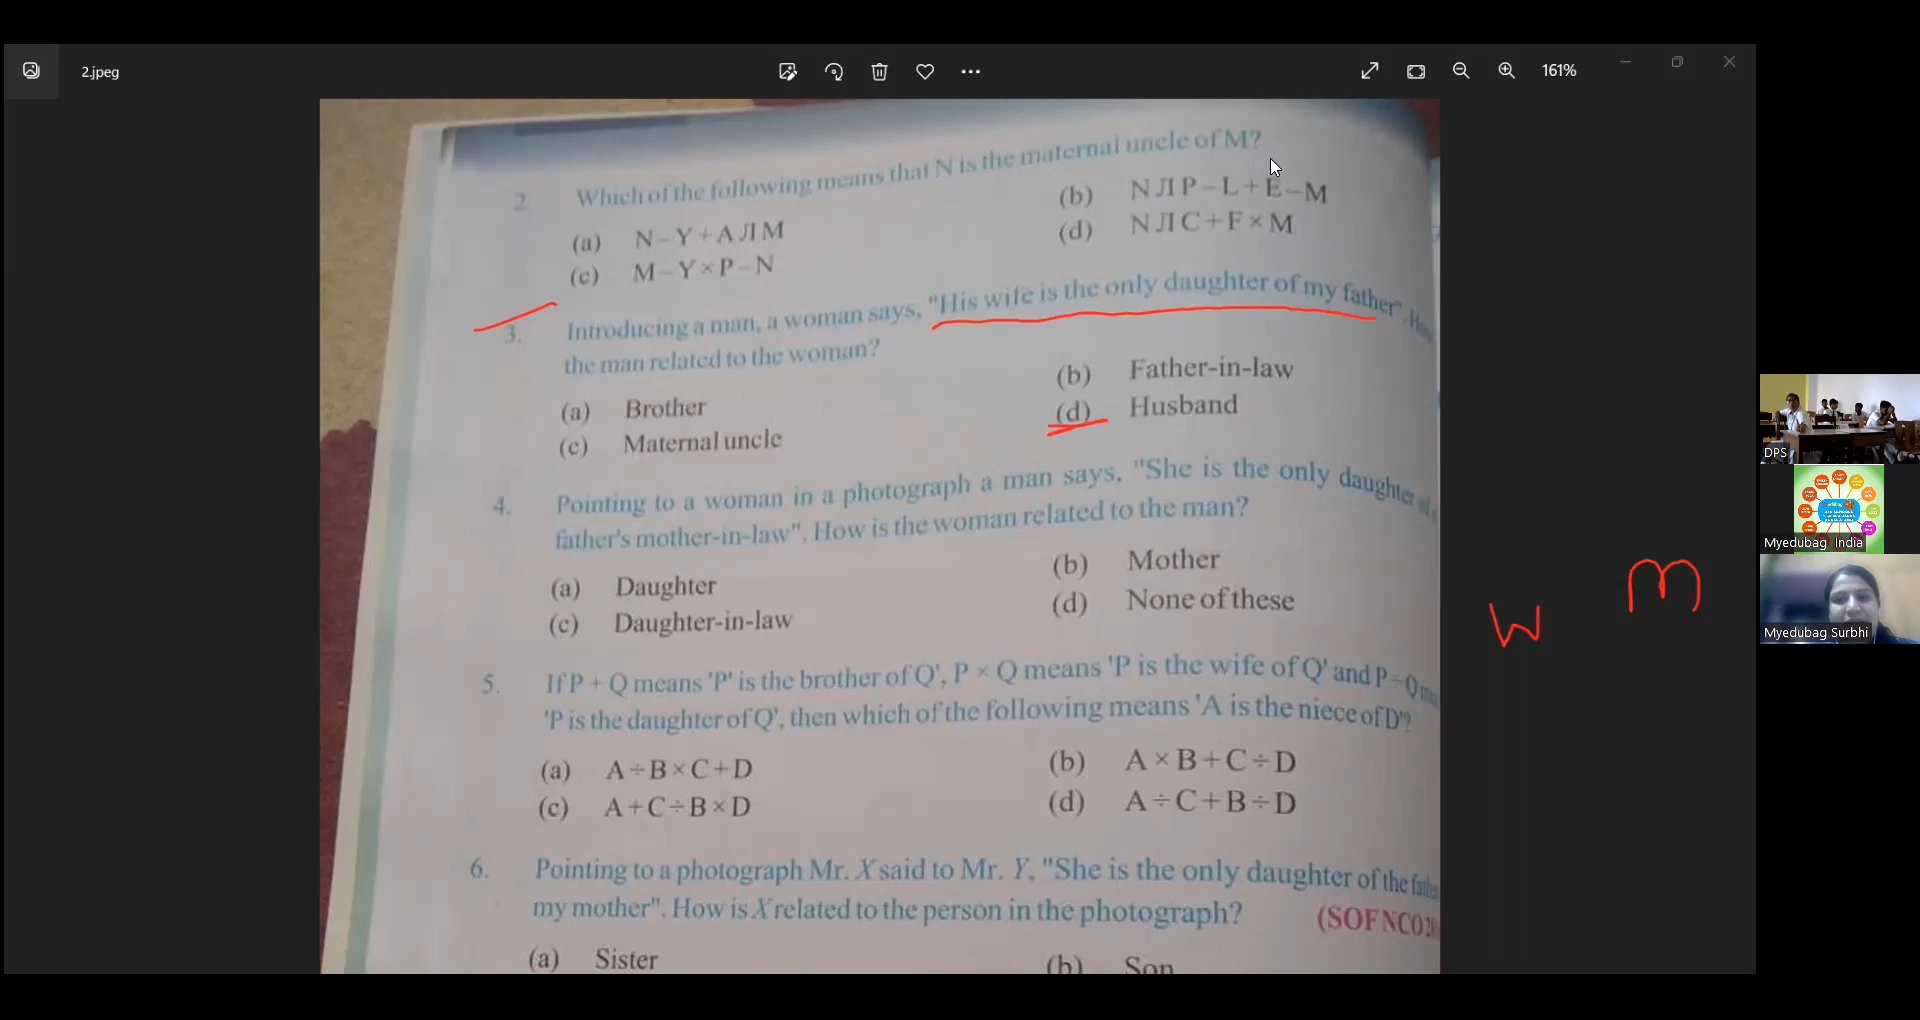 2.jpeg
161%
2. Which of the following means that N is the maternal uncle of M?
(a) N – Y + A Л M
(b) N Л P – L + E – M
(c) M – Y × P – N
(d) N Л C + F × M
3. Introducing a man, a woman says, "His wife is the only daughter of my father".
the man related to the woman?
(a) Brother
(b) Father-in-law
(c) Maternal uncle
(d) Husband
4. Pointing to a woman in a photograph a man says, "She is the only daughter
father's mother-in-law". How is the woman related to the man?
(a) Daughter
(b) Mother
(c) Daughter-in-law
(d) None of these
5. If P + Q means 'P' is the brother of Q', P × Q means 'P is the wife of Q' and P ÷ Q
'P is the daughter of Q', then which of the following means 'A is the niece of D'?
(a) A ÷ B × C + D
(b) A × B + C ÷ D
(c) A + C ÷ B × D
(d) A ÷ C + B ÷ D
6. Pointing to a photograph Mr. X said to Mr. Y, "She is the only daughter of the
my mother". How is X related to the person in the photograph?
(SOF NCO
(a) Sister
(b) Son
W
m
DPS
Myedubag India
Myedubag Surbhi